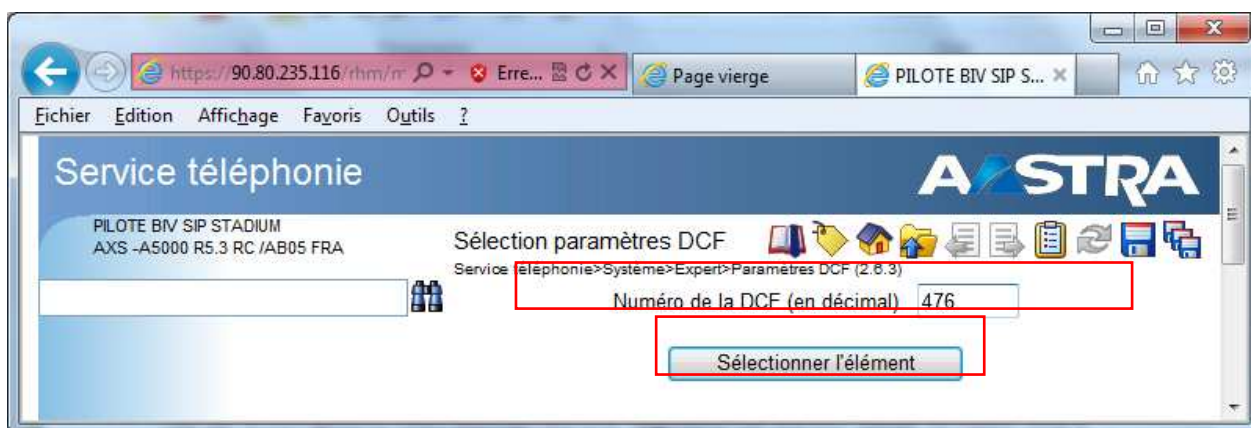 https://90.80.235.116/rhm/m Erre... Page vierge PILOTE BIV SIP S...
Fichier Edition Affichage Favoris Outils ?
Service téléphonie AASTRA
PILOTE BIV SIP STADIUM
AXS -A5000 R5.3 RC /AB05 FRA
Sélection paramètres DCF
Service téléphonie>Système>Expert>Paramètres DCF (2.6.3)
Numéro de la DCF (en décimal) 476
Sélectionner l'élément